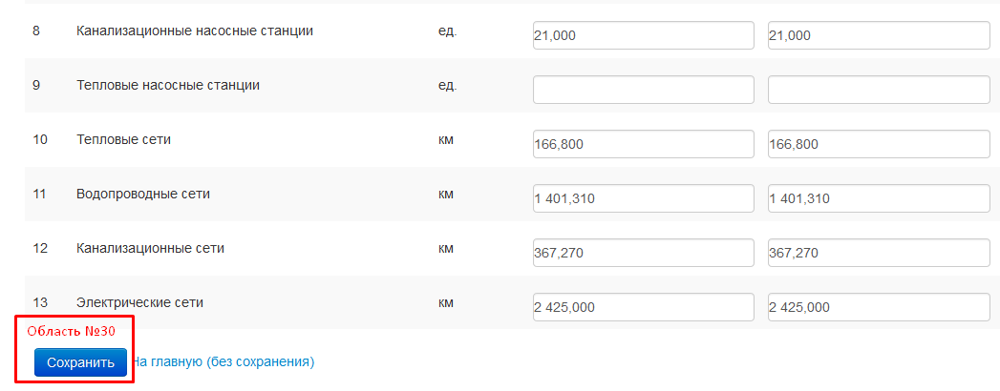 8 Канализационные насосные станции ед. 21,000 21,000
9 Тепловые насосные станции ед.
10 Тепловые сети км 166,800 166,800
11 Водопроводные сети км 1 401,310 1 401,310
12 Канализационные сети км 367,270 367,270
13 Электрические сети км 2 425,000 2 425,000
Область №30
Сохранить На главную (без сохранения)